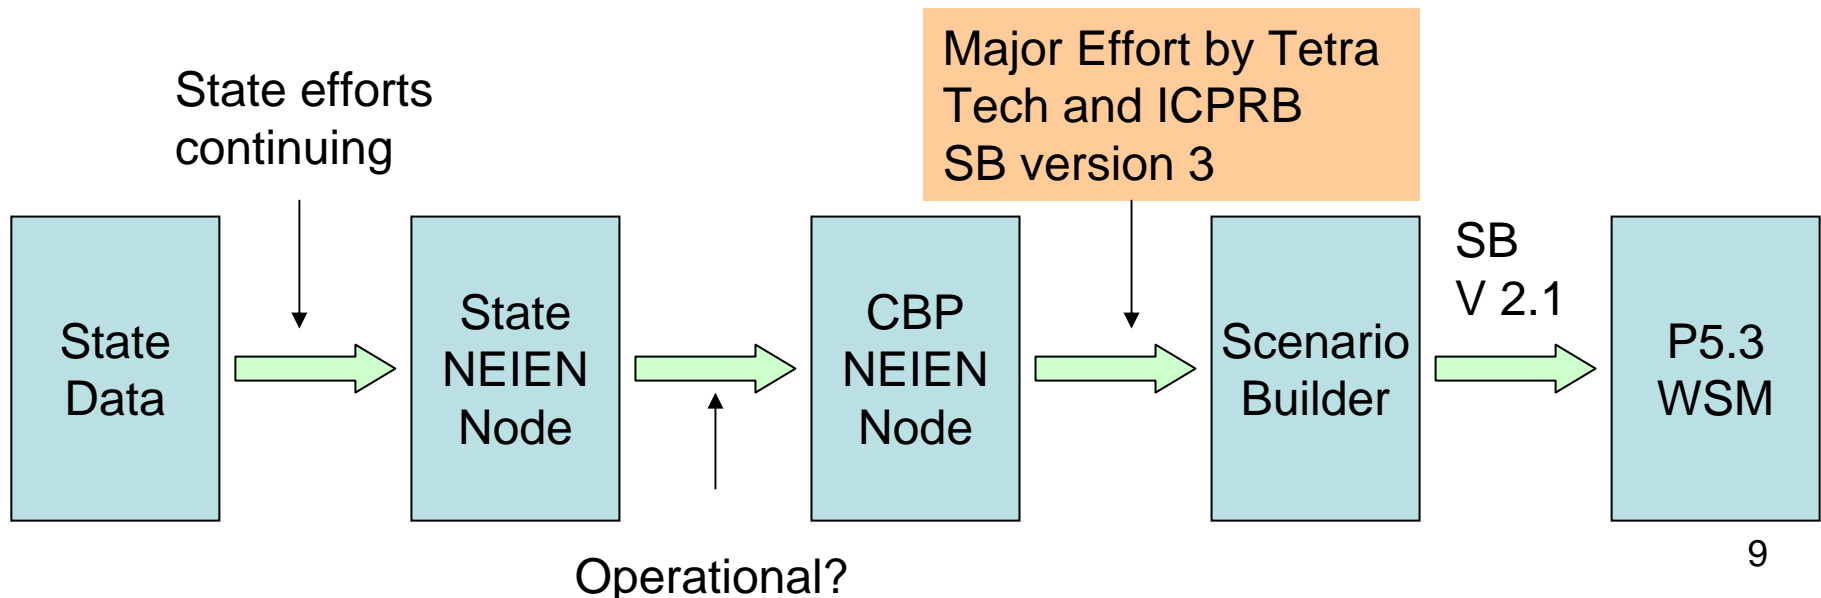 State efforts
continuing
Major Effort by Tetra
Tech and ICPRB
SB version 3
State
Data
State
NEIEN
Node
CBP
NEIEN
Node
Scenario
Builder
SB
V 2.1
P5.3
WSM
Operational?
9